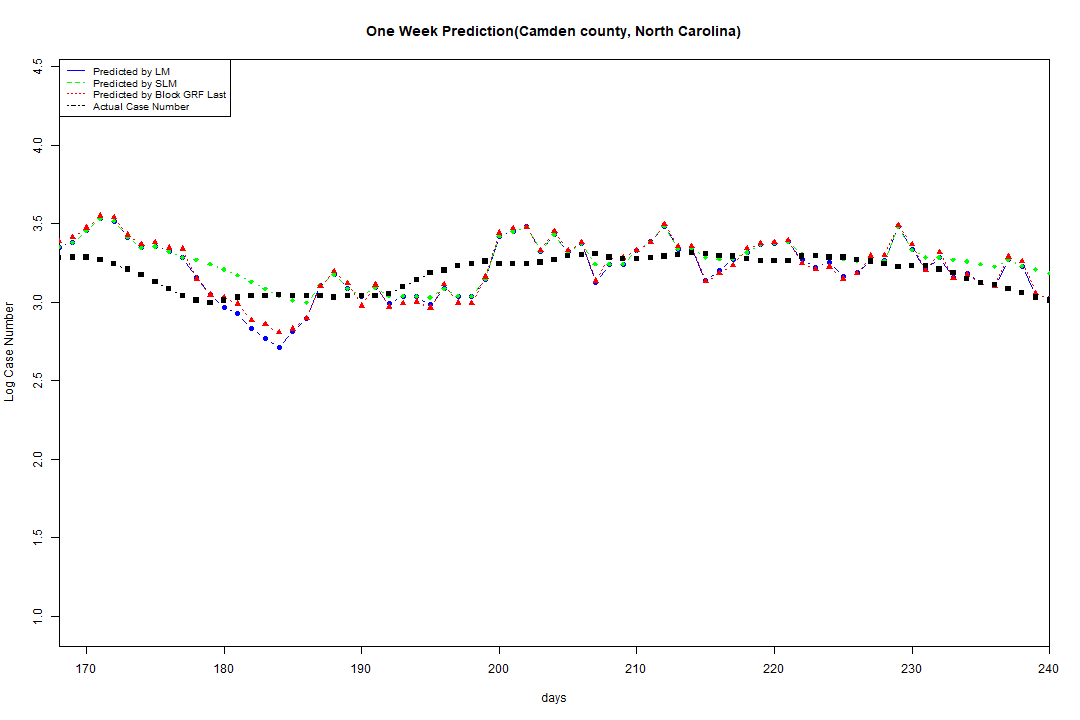 One Week Prediction(Camden county, North Carolina)
Predicted by LM
Predicted by SLM
Predicted by Block GRF Last
Actual Case Number
4.5
4.0
3.5
3.0
2.5
2.0
1.5
1.0
Log Case Number
170 180 190 200 210 220 230 240
days